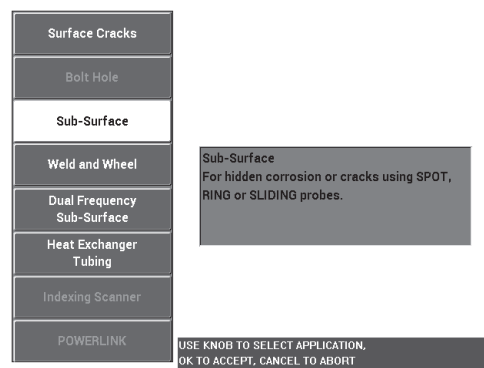 Surface Cracks
Bolt Hole
Sub-Surface
Weld and Wheel
Dual Frequency
Sub-Surface
Heat Exchanger
Tubing
Indexing Scanner
POWERLINK
Sub-Surface
For hidden corrosion or cracks using SPOT,
RING or SLIDING probes.
USE KNOB TO SELECT APPLICATION,
OK TO ACCEPT, CANCEL TO ABORT